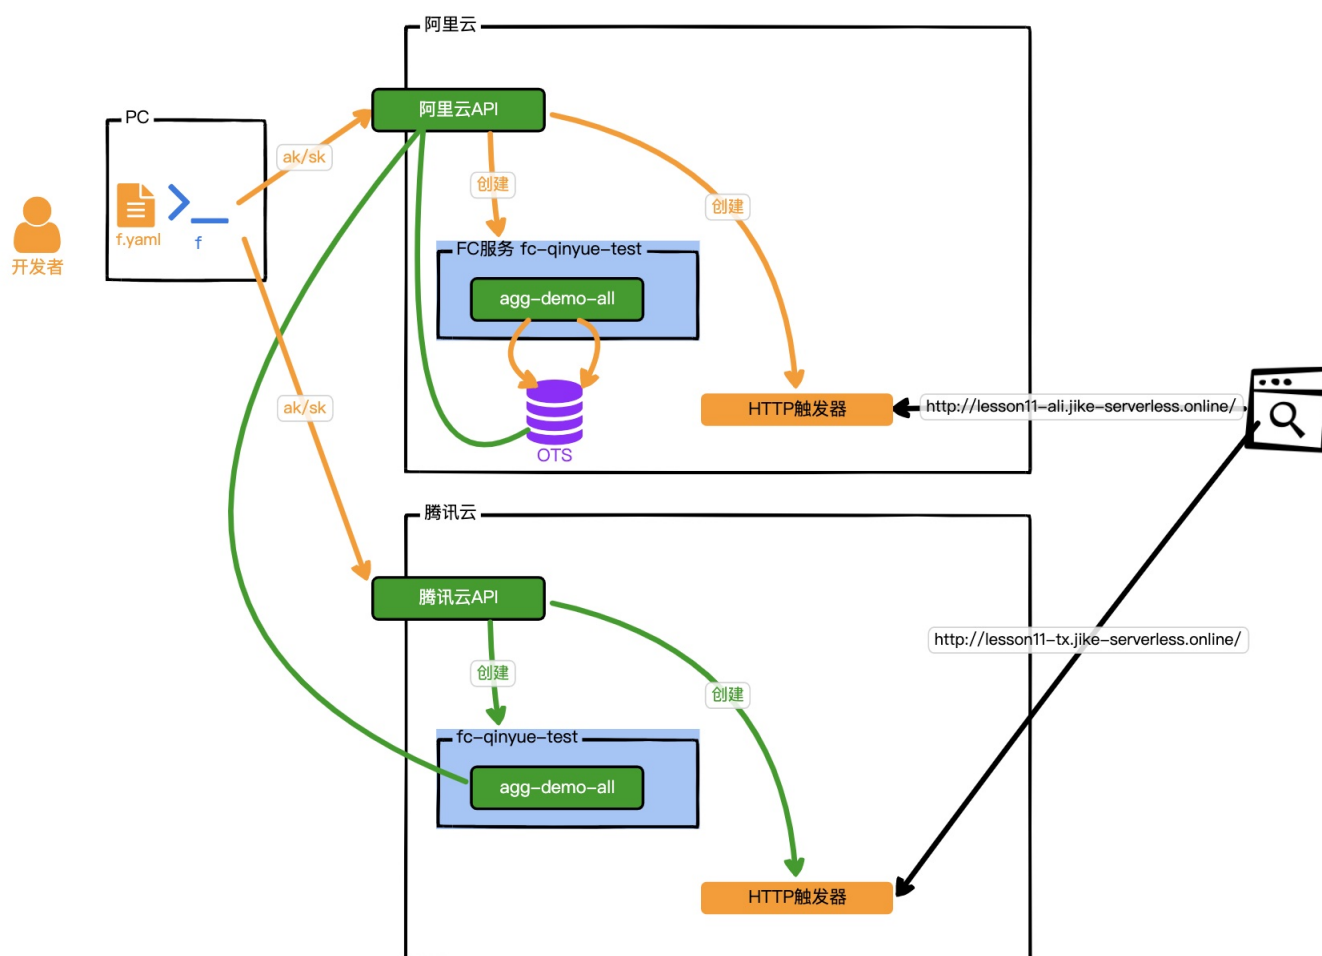 阿里云
阿里云API
PC
ak/sk
创建
创建
f.yaml
f
开发者
FC服务 fc-qinyue-test
agg-demo-all
HTTP触发器
http://lesson11-ali.jike-serverless.online/
ak/sk
OTS
腾讯云
腾讯云API
http://lesson11-tx.jike-serverless.online/
创建
创建
fc-qinyue-test
agg-demo-all
HTTP触发器